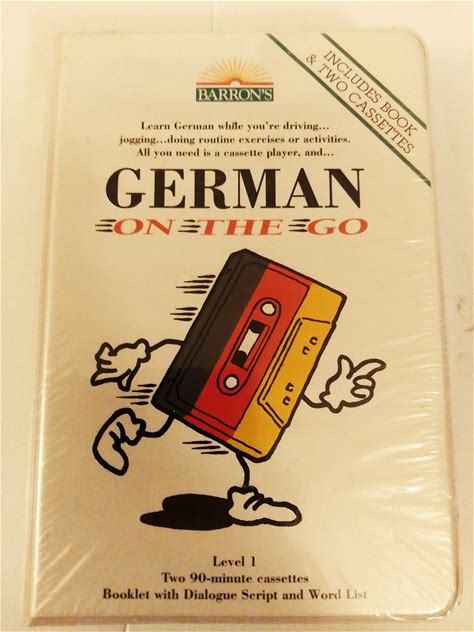 BARRON'S
INCLUDES BOOK
& TWO CASSETTES
Learn German while you're driving...
jogging...doing routine exercises or activities.
All you need is a cassette player, and...
GERMAN
ON THE GO
Level 1
Two 90-minute cassettes
Booklet with Dialogue Script and Word List